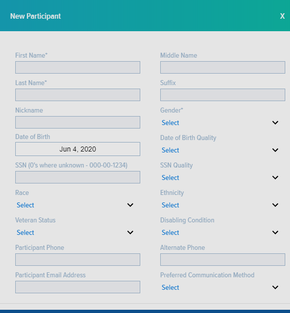 New Participant X
First Name* Middle Name
Last Name* Suffix
Nickname Gender*
Select
Date of Birth Date of Birth Quality
Jun 4, 2020 Select
SSN (0's where unknown - 000-00-1234) SSN Quality
Select
Race Ethnicity
Select Select
Veteran Status Disabling Condition
Select Select
Participant Phone Alternate Phone
Participant Email Address Preferred Communication Method
Select